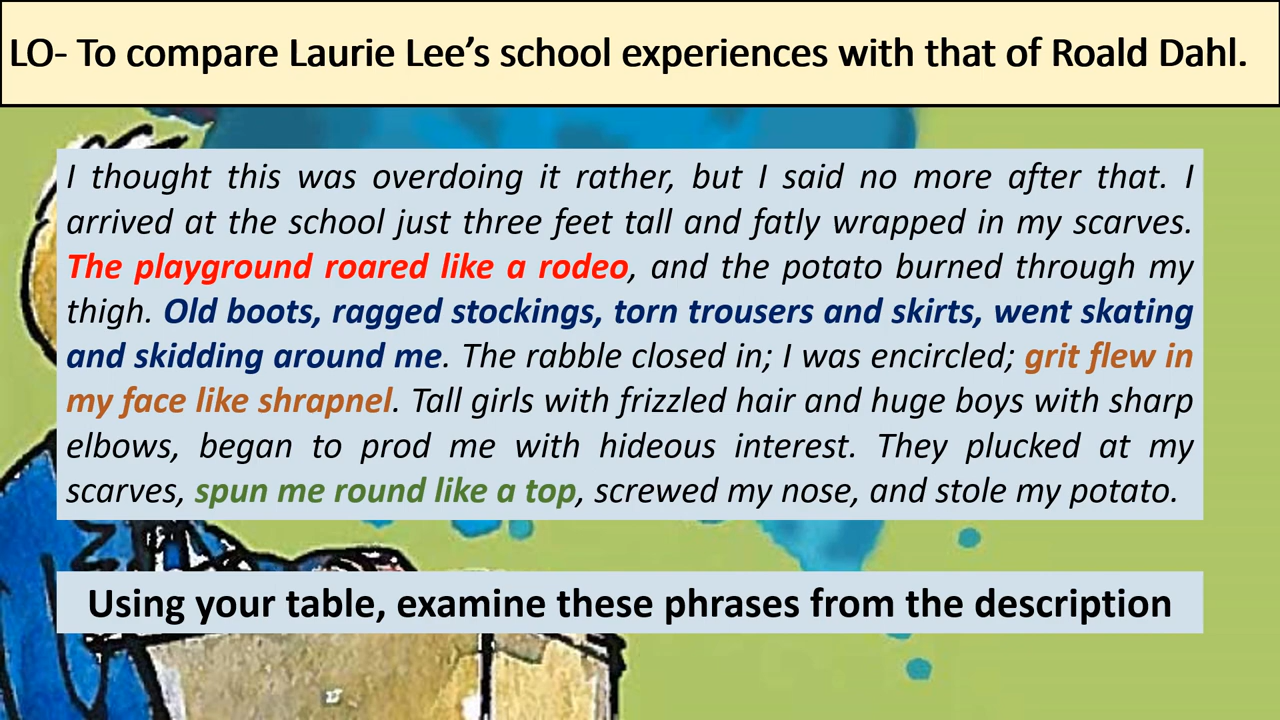 LO- To compare Laurie Lee’s school experiences with that of Roald Dahl.
I thought this was overdoing it rather, but I said no more after that. I
arrived at the school just three feet tall and fatly wrapped in my scarves.
The playground roared like a rodeo, and the potato burned through my
thigh. Old boots, ragged stockings, torn trousers and skirts, went skating
and skidding around me. The rabble closed in; I was encircled; grit flew in
my face like shrapnel. Tall girls with frizzled hair and huge boys with sharp
elbows, began to prod me with hideous interest. They plucked at my
scarves, spun me round like a top, screwed my nose, and stole my potato.
Using your table, examine these phrases from the description